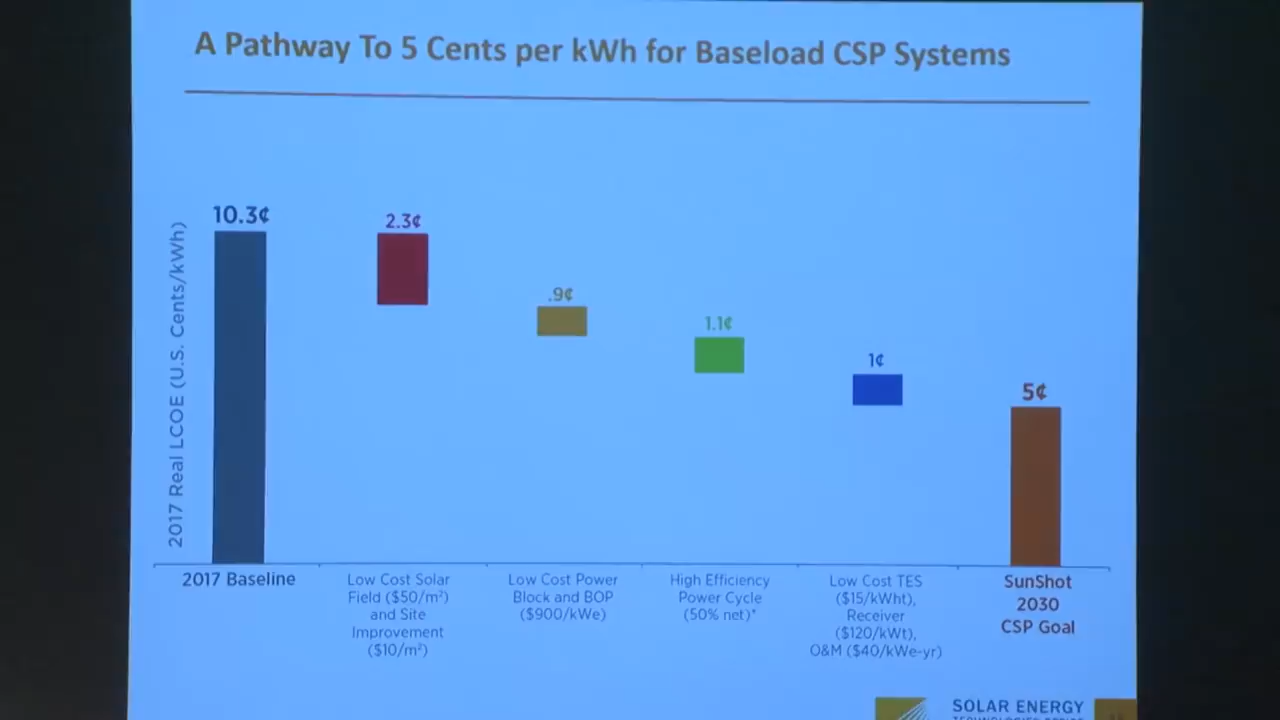 A Pathway To 5 Cents per kWh for Baseload CSP Systems
2017 Real LCOE (U.S. Cents/kWh)
10.3¢
2.3¢
.9¢
1.1¢
1¢
5¢
2017 Baseline
Low Cost Solar
Field ($50/m²)
and Site
Improvement
($10/m²)
Low Cost Power
Block and BOP
($900/kWe)
High Efficiency
Power Cycle
(50% net)*
Low Cost TES
($15/kWht),
Receiver
($120/kWt),
O&M ($40/kWe-yr)
SunShot
2030
CSP Goal
SOLAR ENERGY